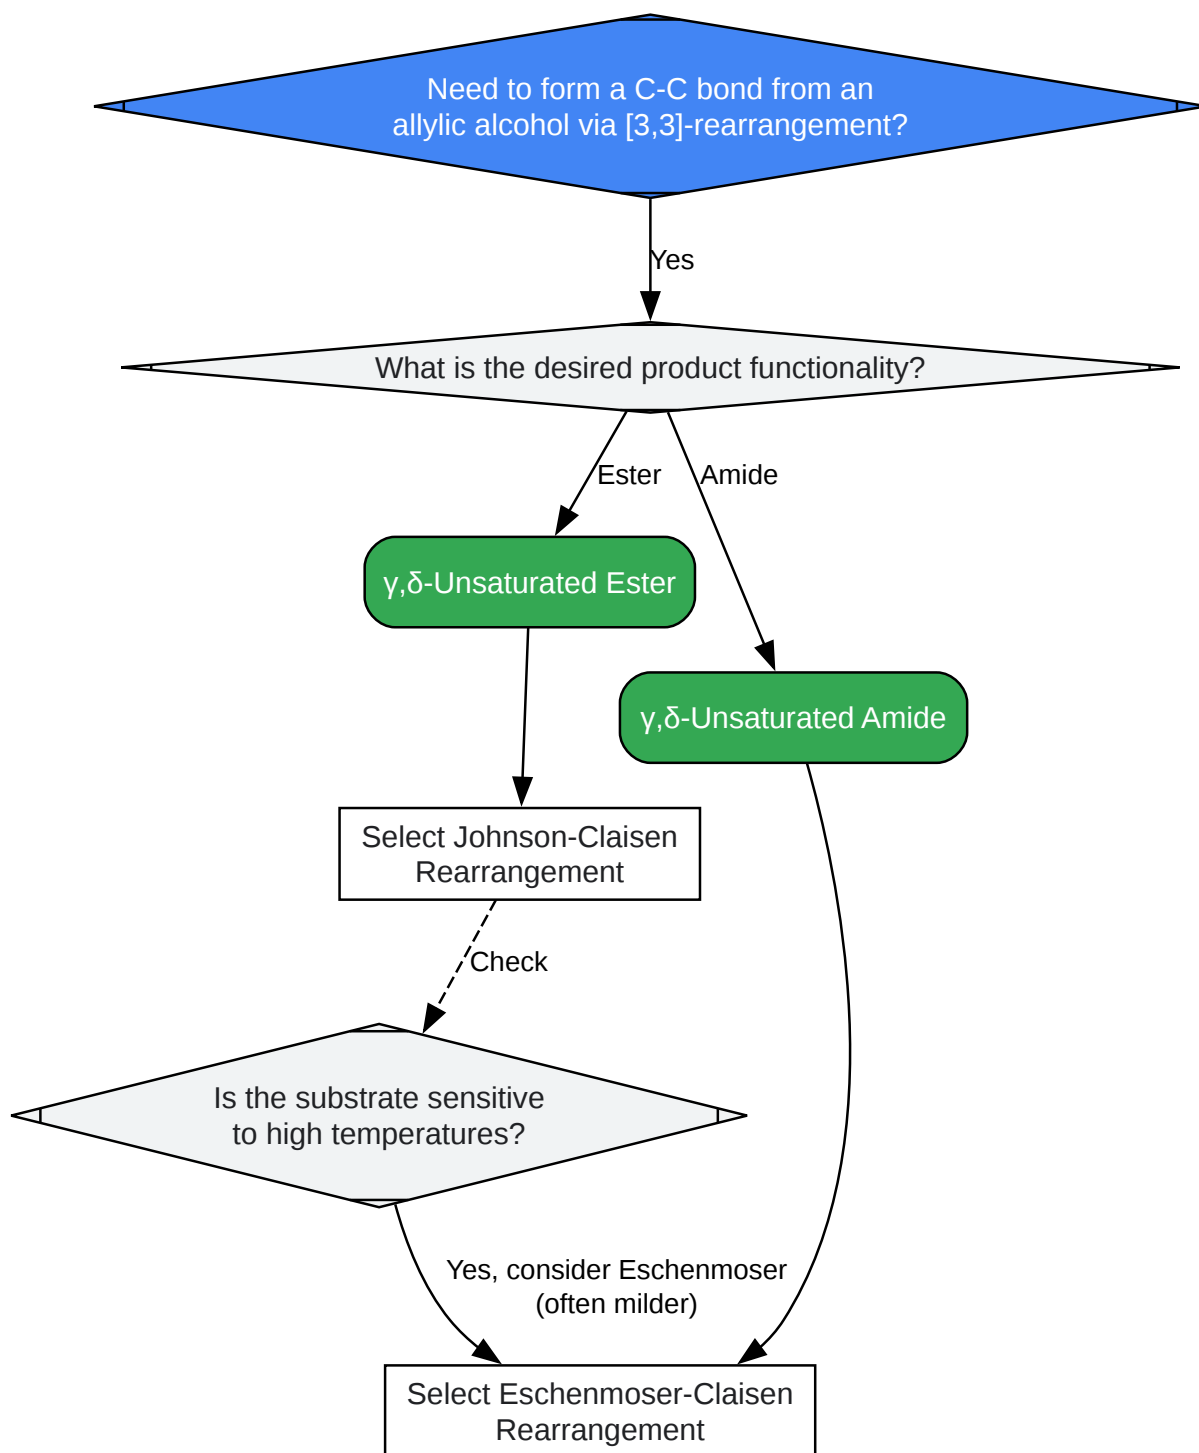 Need to form a C-C bond from an
allylic alcohol via [3,3]-rearrangement?
Yes
What is the desired product functionality?
Ester
Amide
γ,δ-Unsaturated Ester
γ,δ-Unsaturated Amide
Select Johnson-Claisen
Rearrangement
Check
Is the substrate sensitive
to high temperatures?
Yes, consider Eschenmoser
(often milder)
Select Eschenmoser-Claisen
Rearrangement